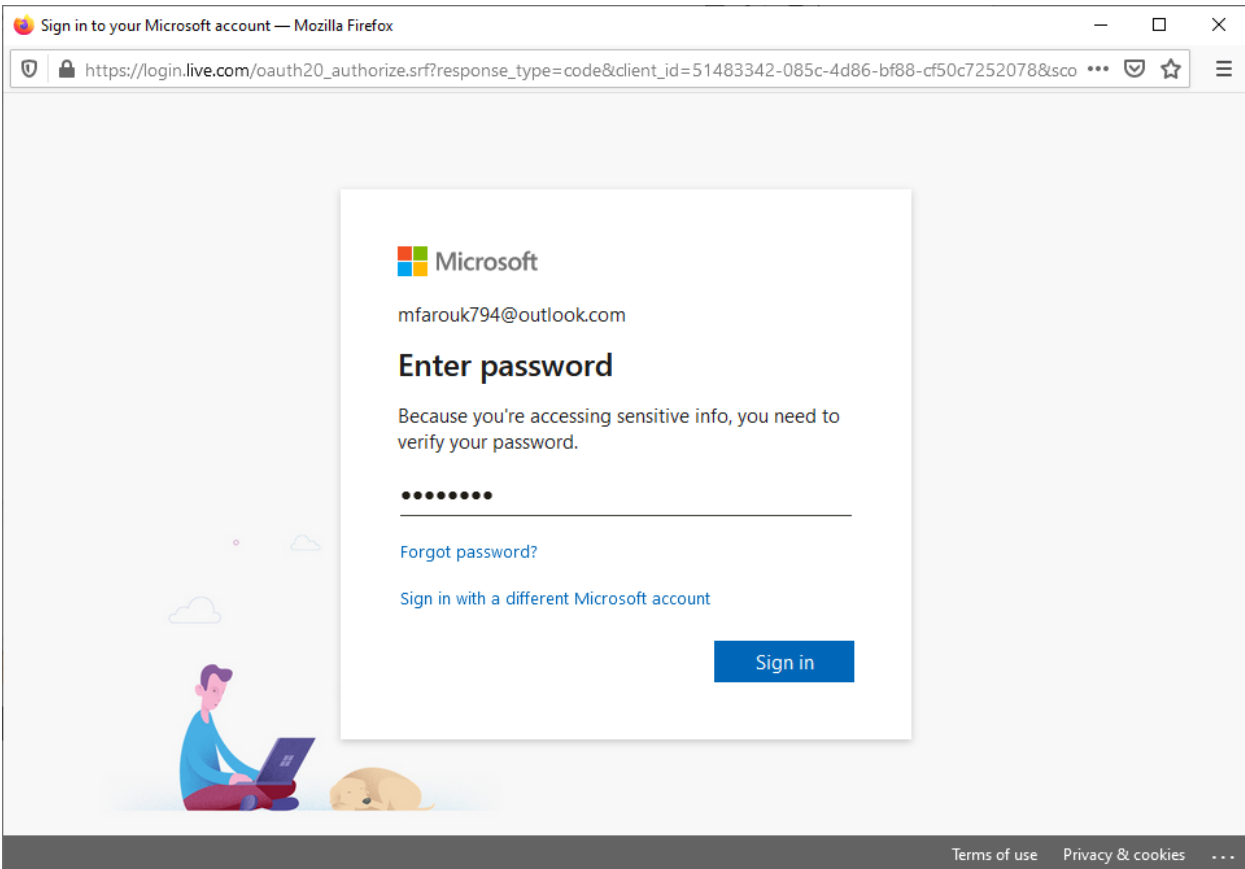 Sign in to your Microsoft account — Mozilla Firefox
https://login.live.com/oauth20_authorize.srf?response_type=code&client_id=51483342-085c-4d86-bf88-cf50c7252078&sco
Microsoft
mfarouk794@outlook.com
Enter password
Because you're accessing sensitive info, you need to
verify your password.
••••••••
Forgot password?
Sign in with a different Microsoft account
Sign in
Terms of use Privacy & cookies ...